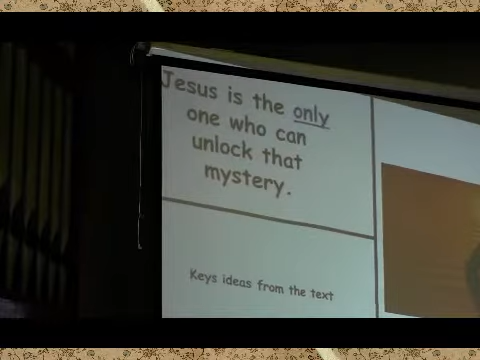 Jesus is the only
one who can
unlock that
mystery.
Keys ideas from the text